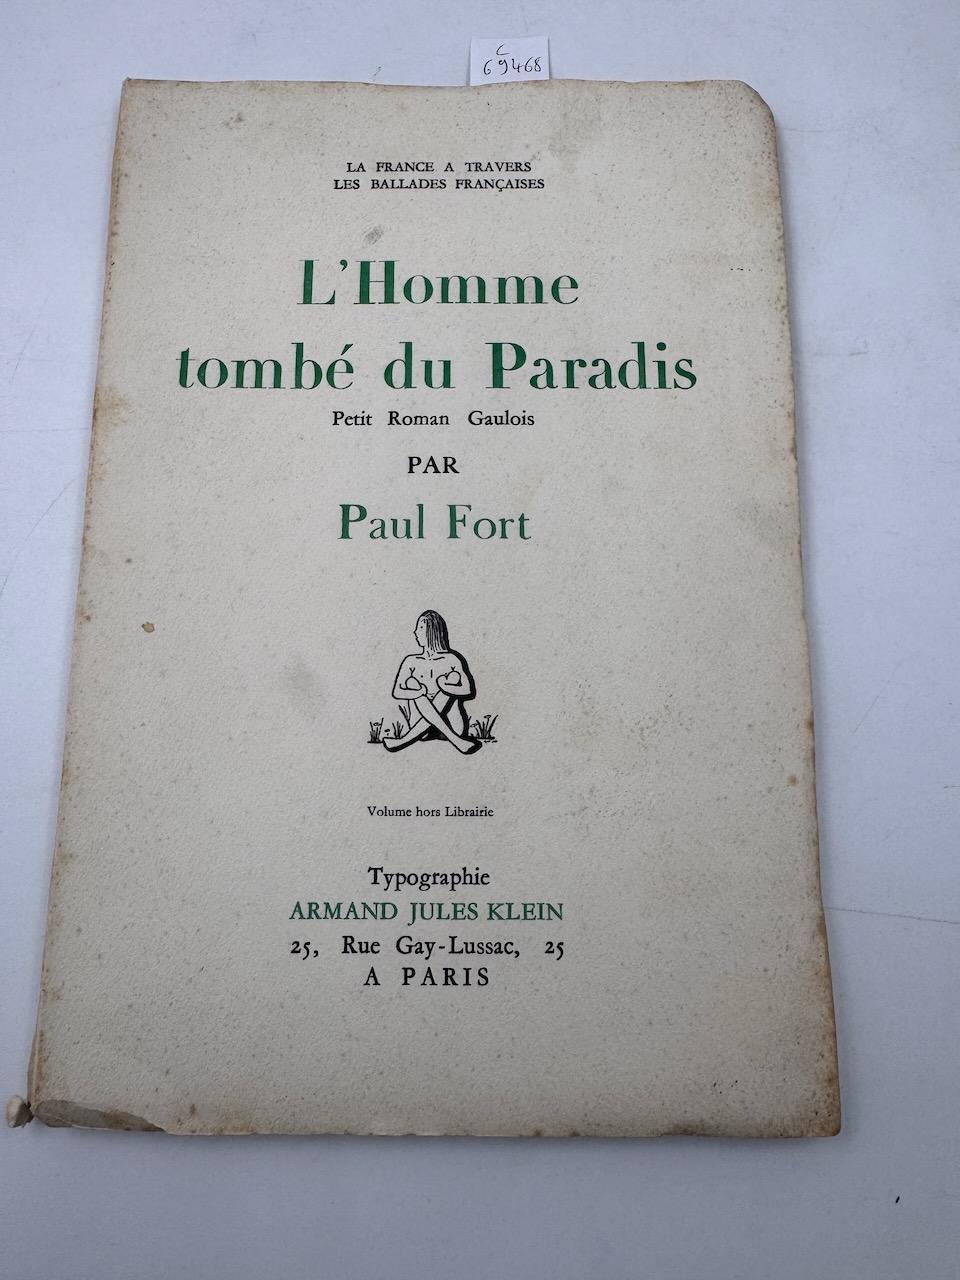 C
69468
LA FRANCE A TRAVERS
LES BALLADES FRANÇAISES
L'Homme
tombé du Paradis
Petit Roman Gaulois
PAR
Paul Fort
Volume hors Librairie
Typographie
ARMAND JULES KLEIN
25, Rue Gay-Lussac, 25
A PARIS